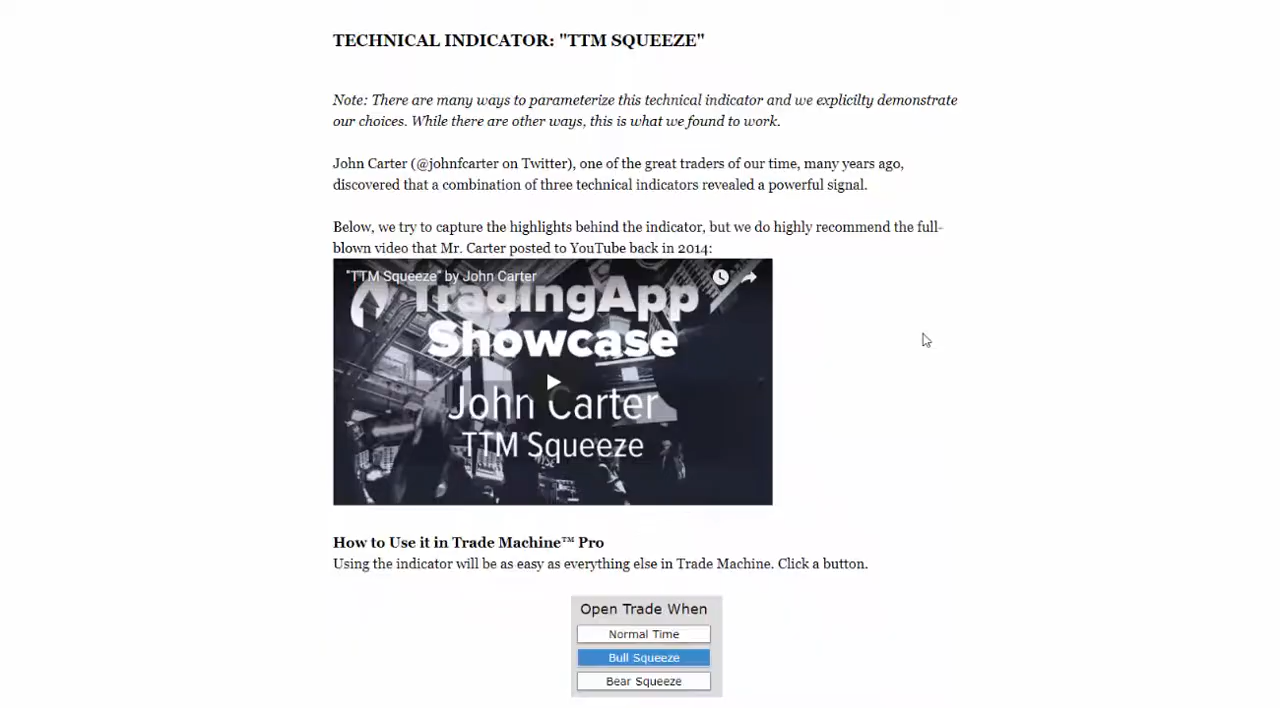 TECHNICAL INDICATOR: "TTM SQUEEZE"
Note: There are many ways to parameterize this technical indicator and we explicilty demonstrate
our choices. While there are other ways, this is what we found to work.
John Carter (@johnfcarter on Twitter), one of the great traders of our time, many years ago,
discovered that a combination of three technical indicators revealed a powerful signal.
Below, we try to capture the highlights behind the indicator, but we do highly recommend the full-
blown video that Mr. Carter posted to YouTube back in 2014:
"TTM Squeeze" by John Carter
TradingApp
Showcase
John Carter
TTM Squeeze
How to Use it in Trade Machine™ Pro
Using the indicator will be as easy as everything else in Trade Machine. Click a button.
Open Trade When
Normal Time
Bull Squeeze
Bear Squeeze